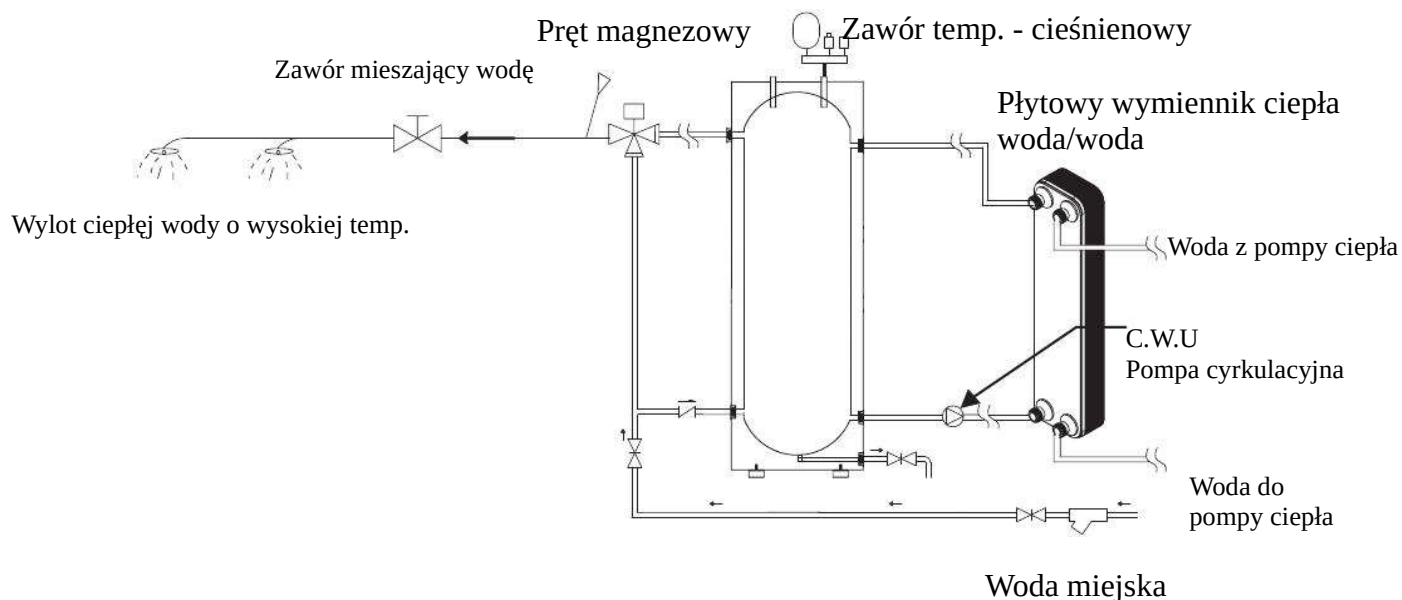 Pręt magnezowy
Zawór temp. - cieśnienowy
Zawór mieszający wodę
Płytowy wymiennik ciepła
woda/woda
Wylot ciepłęj wody o wysokiej temp.
Woda z pompy ciepła
C.W.U
Pompa cyrkulacyjna
Woda do
pompy ciepła
Woda miejska